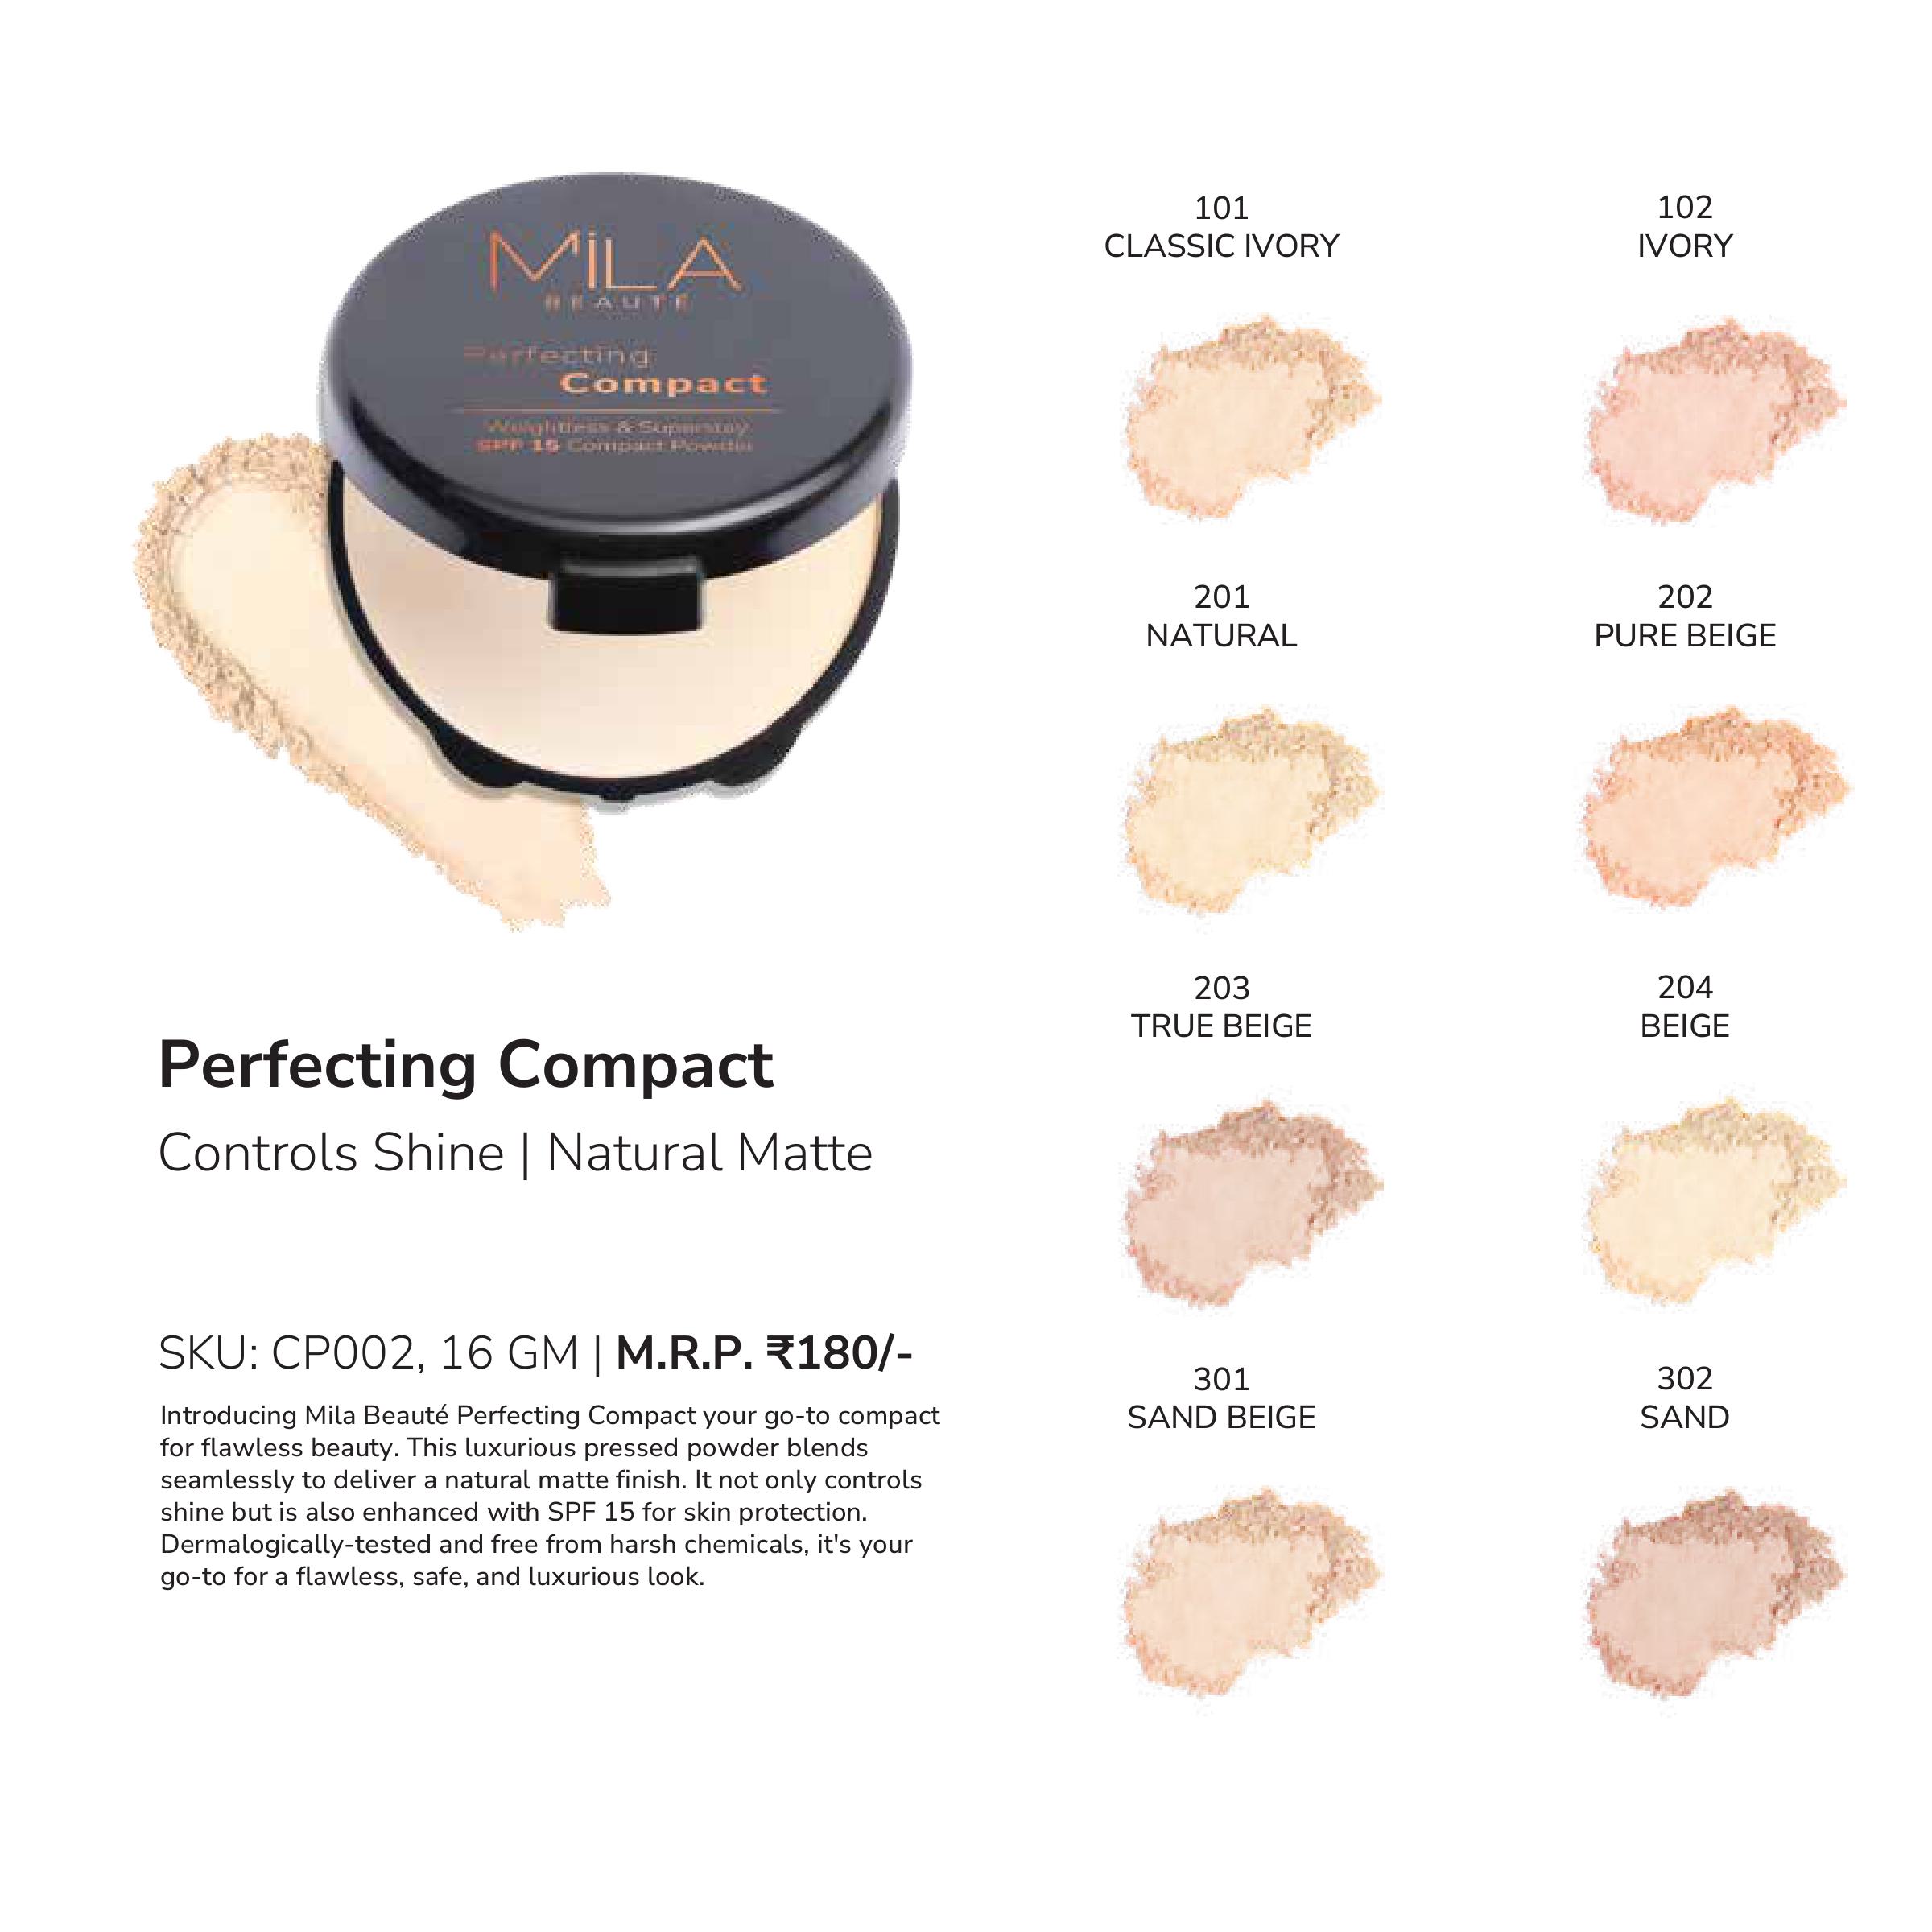 MiLA
BEAUTE
Perfecting
Compact
Weightless & Superstay
SPF 15 Compact Powder
Perfecting Compact
Controls Shine | Natural Matte
SKU: CP002, 16 GM | M.R.P. ₹180/-
Introducing Mila Beauté Perfecting Compact your go-to compact
for flawless beauty. This luxurious pressed powder blends
seamlessly to deliver a natural matte finish. It not only controls
shine but is also enhanced with SPF 15 for skin protection.
Dermalogically-tested and free from harsh chemicals, it's your
go-to for a flawless, safe, and luxurious look.
101
CLASSIC IVORY
102
IVORY
201
NATURAL
202
PURE BEIGE
203
TRUE BEIGE
204
BEIGE
301
SAND BEIGE
302
SAND